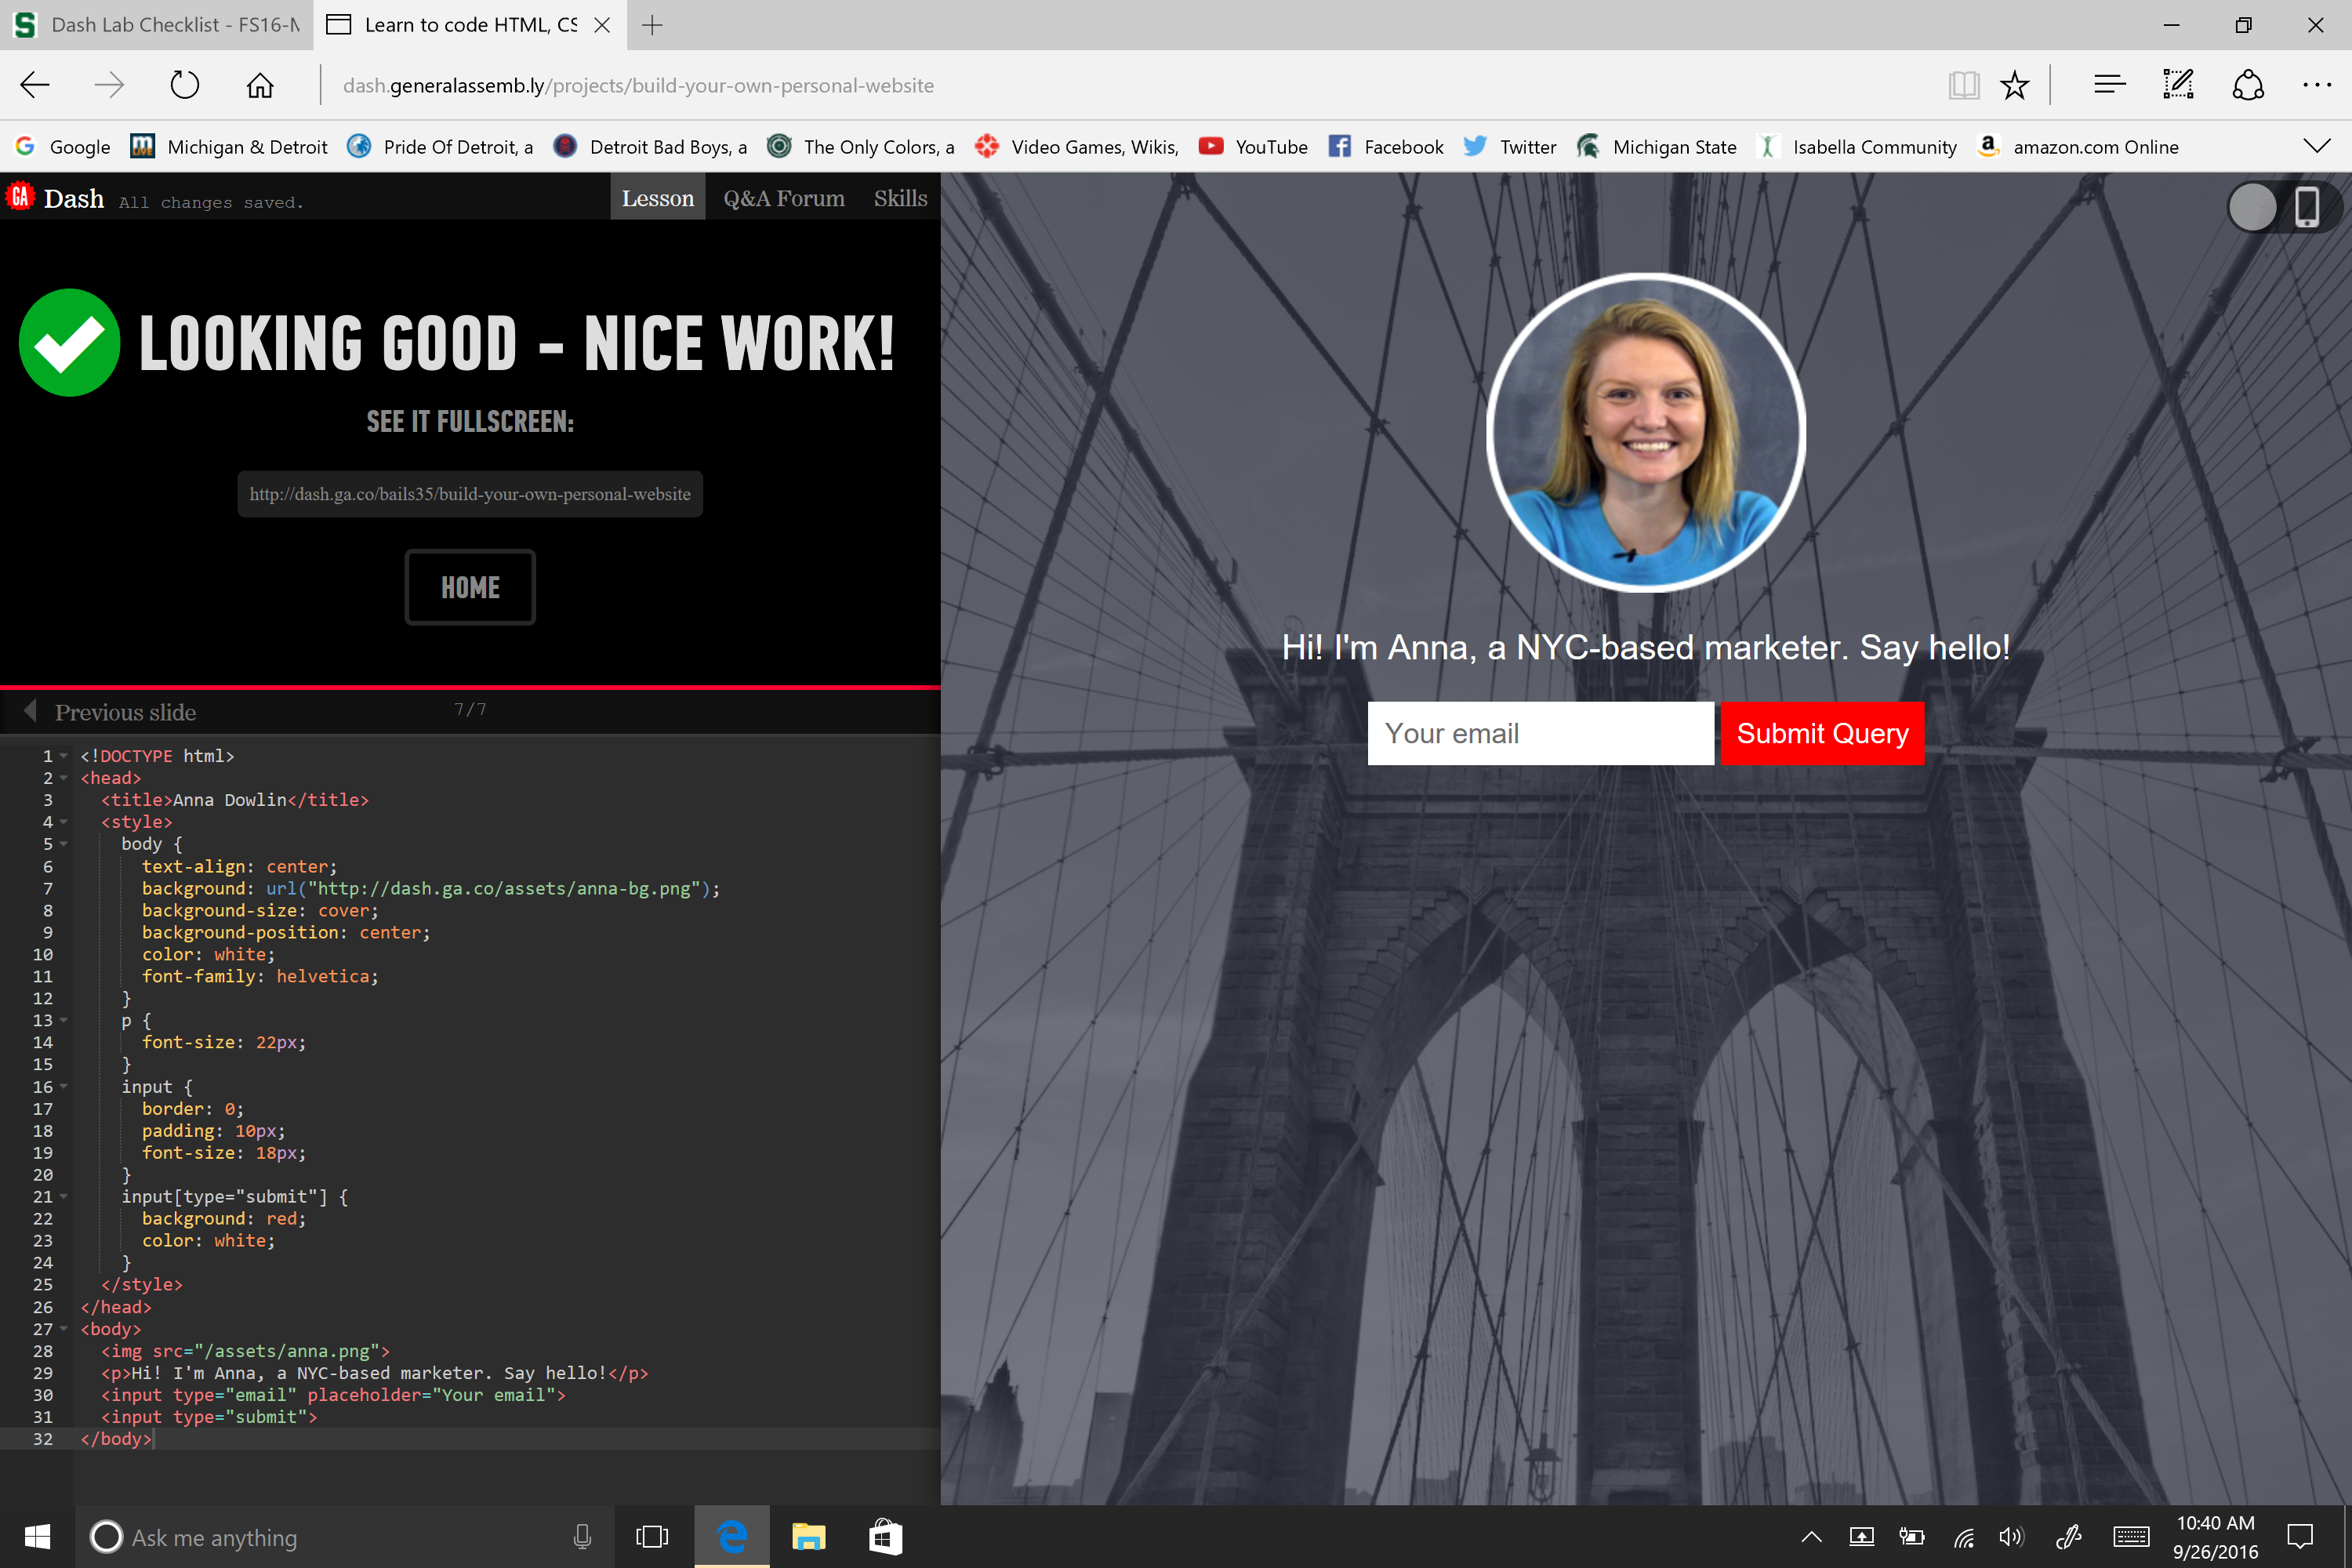 Dash Lab Checklist - FS16-M
Learn to code HTML, CS
dash.generalassemb.ly/projects/build-your-own-personal-website
Google
Michigan & Detroit
Pride Of Detroit, a
Detroit Bad Boys, a
The Only Colors, a
Video Games, Wikis,
YouTube
Facebook
Twitter
Michigan State
Isabella Community
amazon.com Online
GA Dash All changes saved.
Lesson Q&A Forum Skills
LOOKING GOOD - NICE WORK!
SEE IT FULLSCREEN:
http://dash.ga.co/bails35/build-your-own-personal-website
HOME
Previous slide 7/7
1 <!DOCTYPE html>
2 <head>
3 <title>Anna Dowlin</title>
4 <style>
5 body {
6 text-align: center;
7 background: url("http://dash.ga.co/assets/anna-bg.png");
8 background-size: cover;
9 background-position: center;
10 color: white;
11 font-family: helvetica;
12 }
13 p {
14 font-size: 22px;
15 }
16 input {
17 border: 0;
18 padding: 10px;
19 font-size: 18px;
20 }
21 input[type="submit"] {
22 background: red;
23 color: white;
24 }
25 </style>
26 </head>
27 <body>
28 <img src="/assets/anna.png">
29 <p>Hi! I'm Anna, a NYC-based marketer. Say hello!</p>
30 <input type="email" placeholder="Your email">
31 <input type="submit">
32 </body>
Hi! I'm Anna, a NYC-based marketer. Say hello!
Your email Submit Query
Ask me anything
10:40 AM
9/26/2016